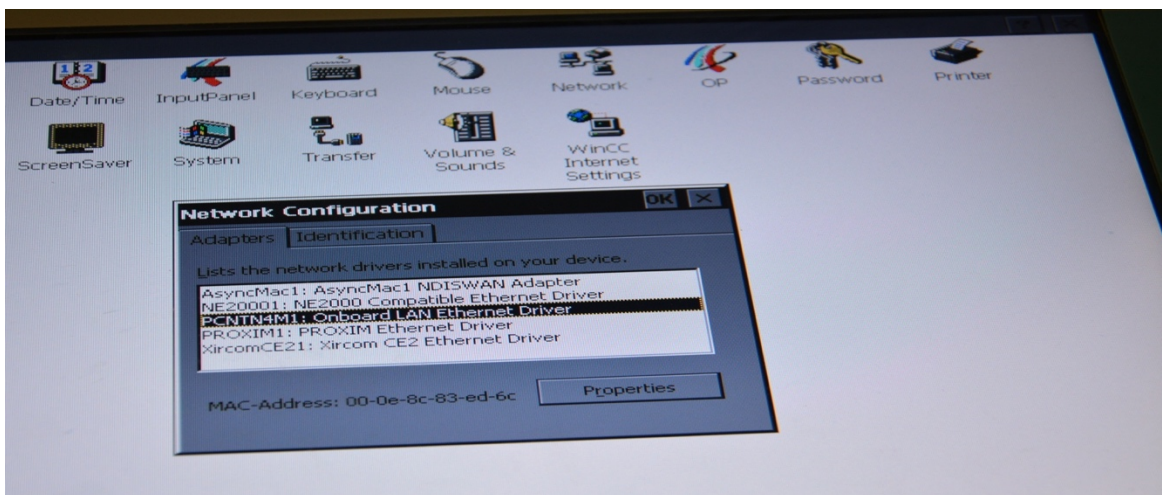 Date/Time InputPanel Keyboard Mouse Network OP Password Printer
ScreenSaver System Transfer Volume & Sounds WinCC Internet Settings
Network Configuration OK ×
Adapters Identification
Lists the network drivers installed on your device.
AsyncMac1: AsyncMac1 NDISWAN Adapter
NE20001: NE2000 Compatible Ethernet Driver
PCNTN4M1: Onboard LAN Ethernet Driver
PROXIM1: PROXIM Ethernet Driver
XircomCE21: Xircom CE2 Ethernet Driver
MAC-Address: 00-0e-8c-83-ed-6c Properties